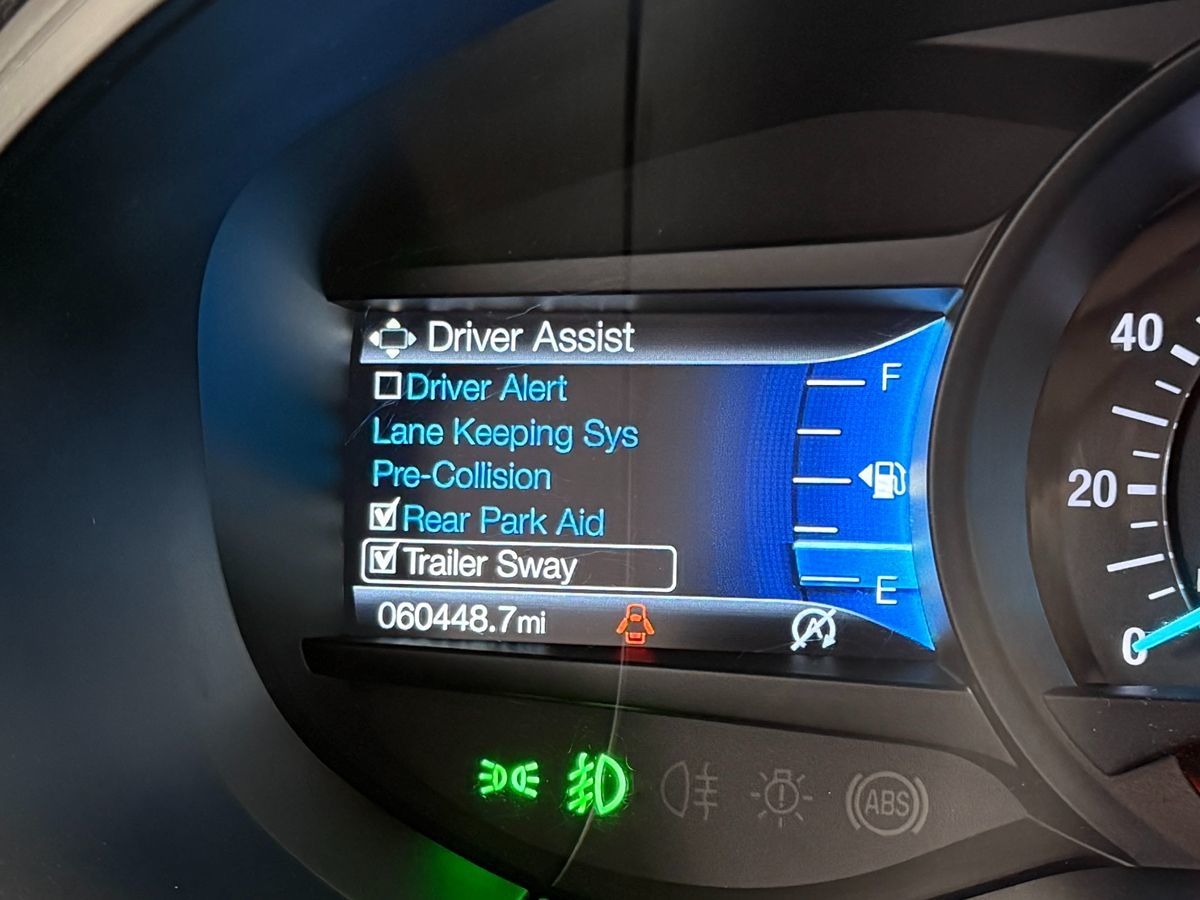 Driver Assist
Driver Alert
Lane Keeping Sys
Pre-Collision
Rear Park Aid
Trailer Sway
060448.7mi
F
E
A
ABS
40
20
0